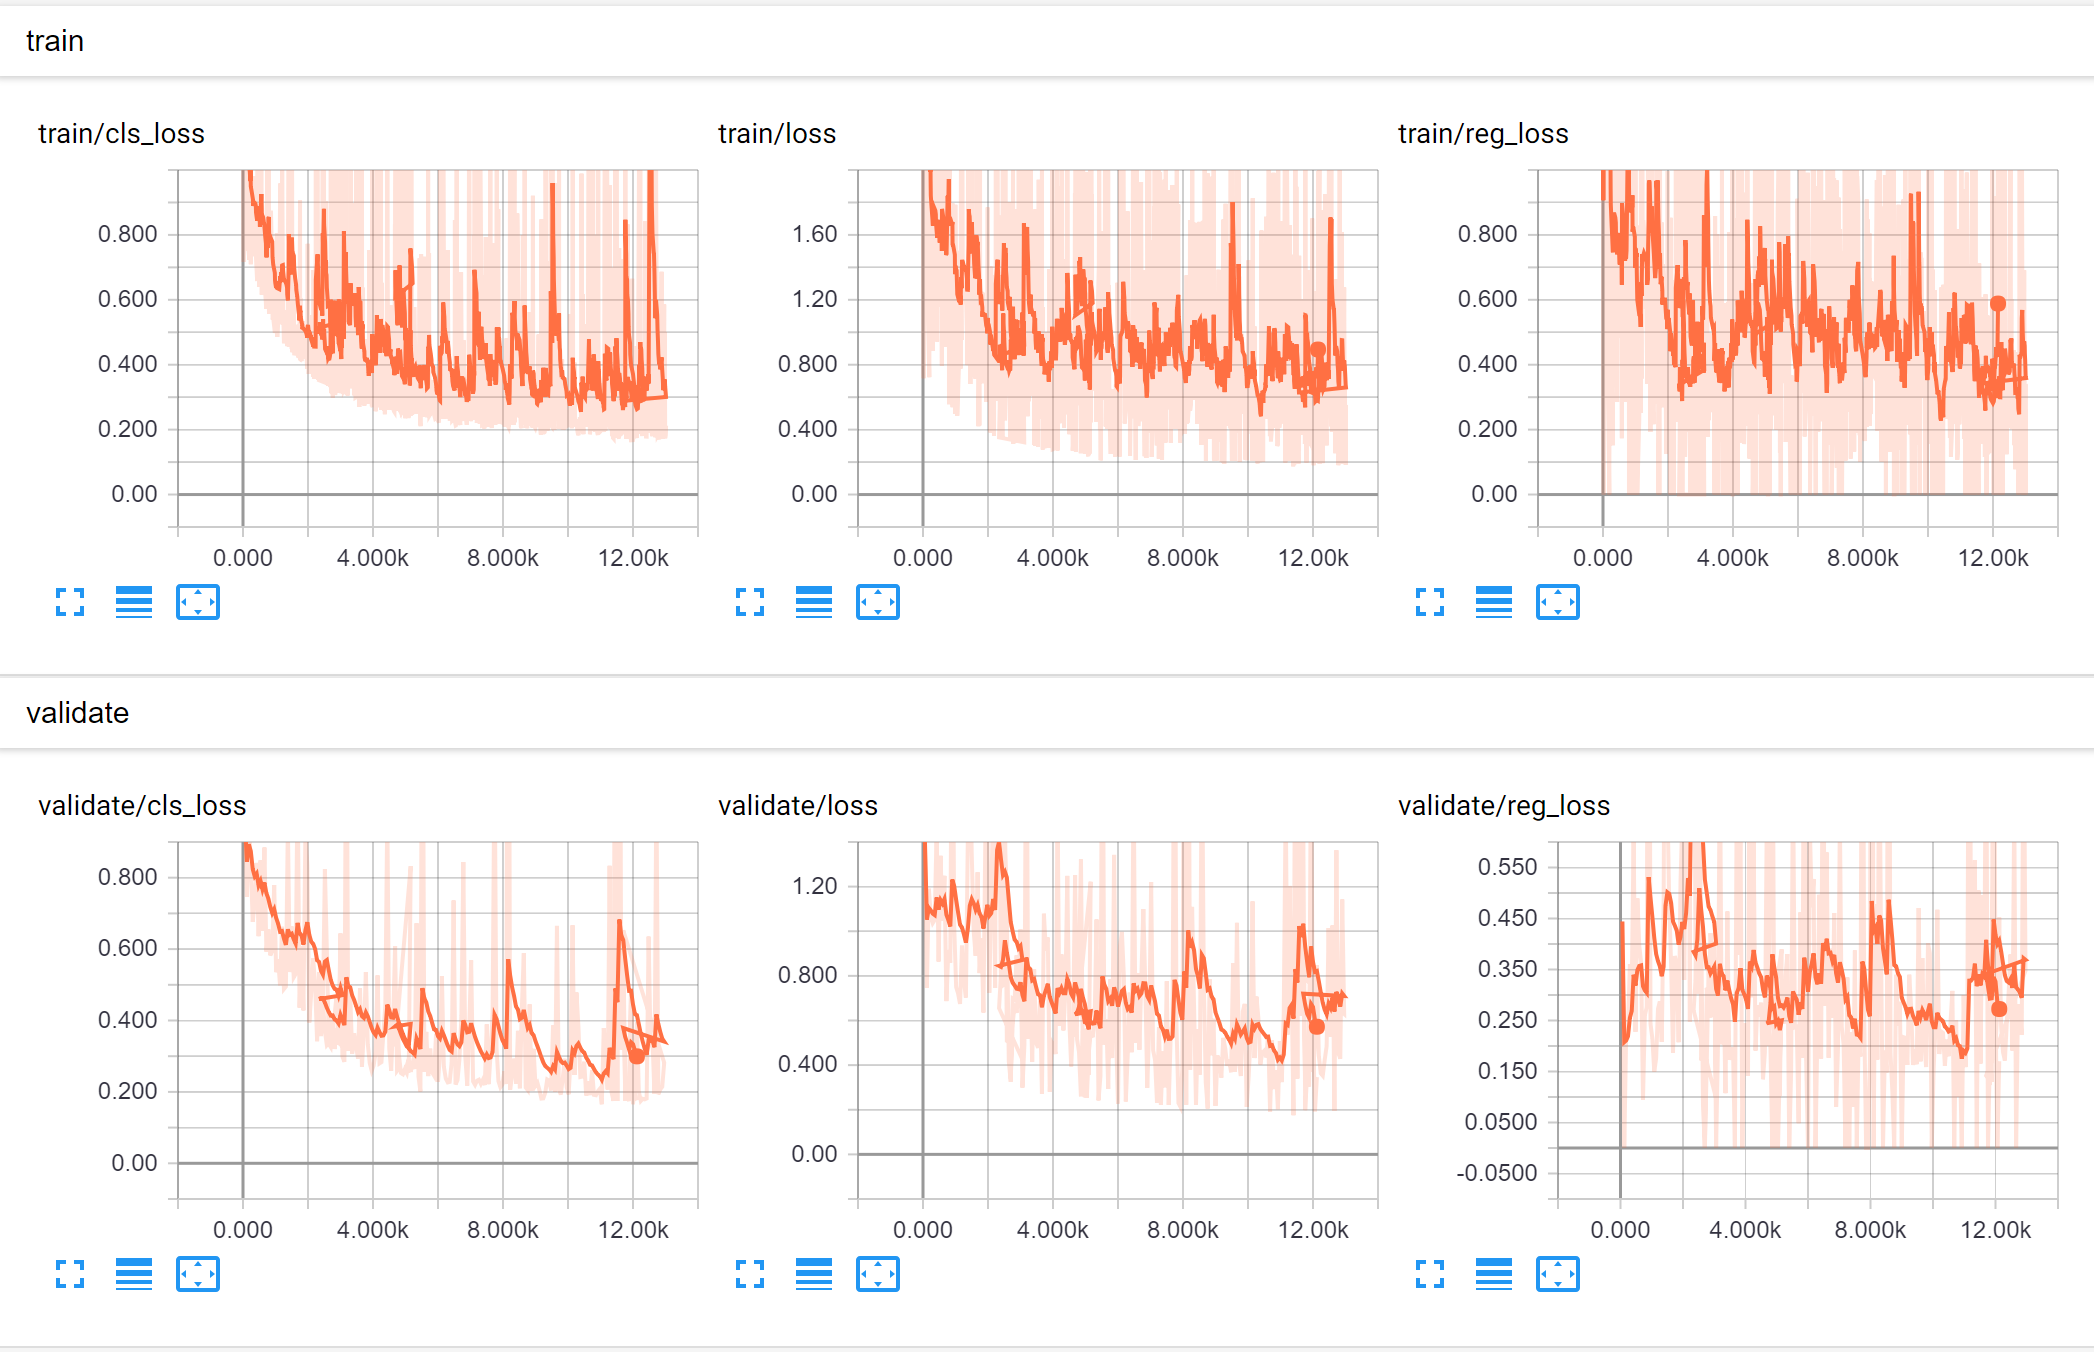 train
train/cls_loss
0.800
0.600
0.400
0.200
0.00
0.000 4.000k 8.000k 12.00k
train/loss
1.60
1.20
0.800
0.400
0.00
0.000 4.000k 8.000k 12.00k
train/reg_loss
0.800
0.600
0.400
0.200
0.00
0.000 4.000k 8.000k 12.00k
validate
validate/cls_loss
0.800
0.600
0.400
0.200
0.00
0.000 4.000k 8.000k 12.00k
validate/loss
1.20
0.800
0.400
0.00
0.000 4.000k 8.000k 12.00k
validate/reg_loss
0.550
0.450
0.350
0.250
0.150
0.0500
-0.0500
0.000 4.000k 8.000k 12.00k